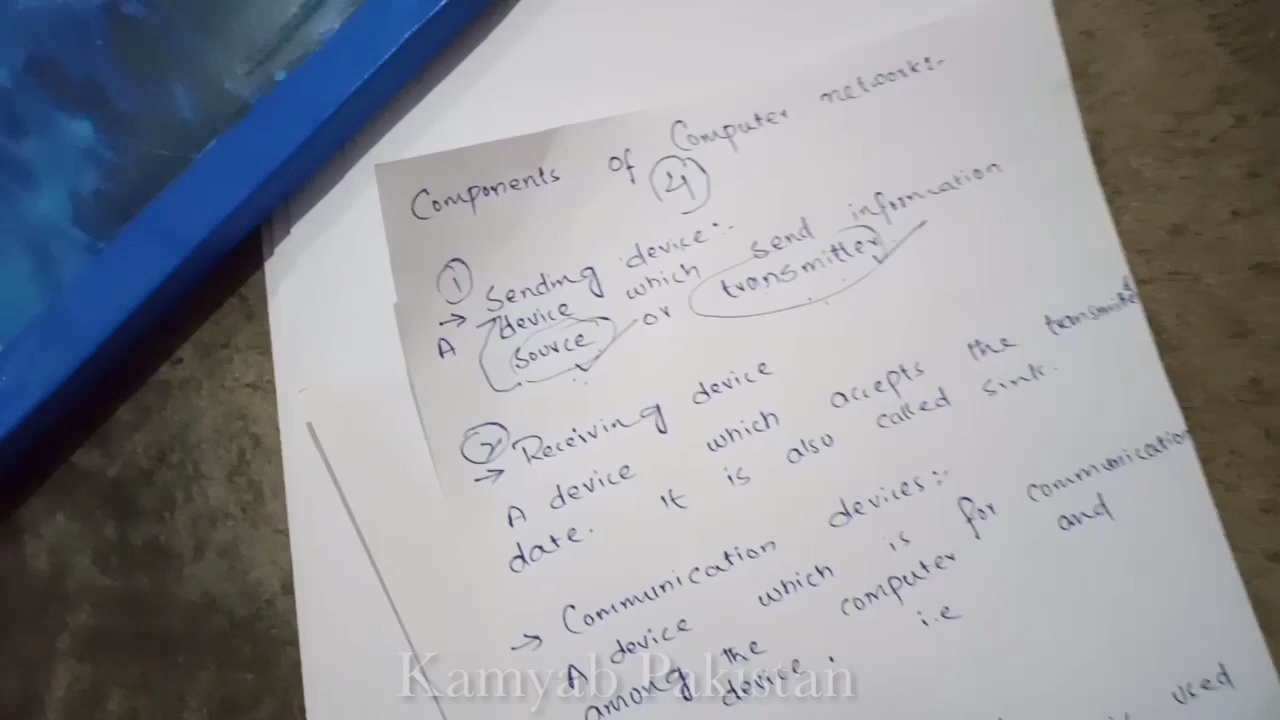 Components of Computer network:-
④
① Sending device:-
→ A device which send information
source or transmitter.
② Receiving device
→ A device which accepts the
date. it is also called sink.
→ Communication devices:-
A device which is for communication
among the computer and
device. i.e
used
Kamyab Pakistan